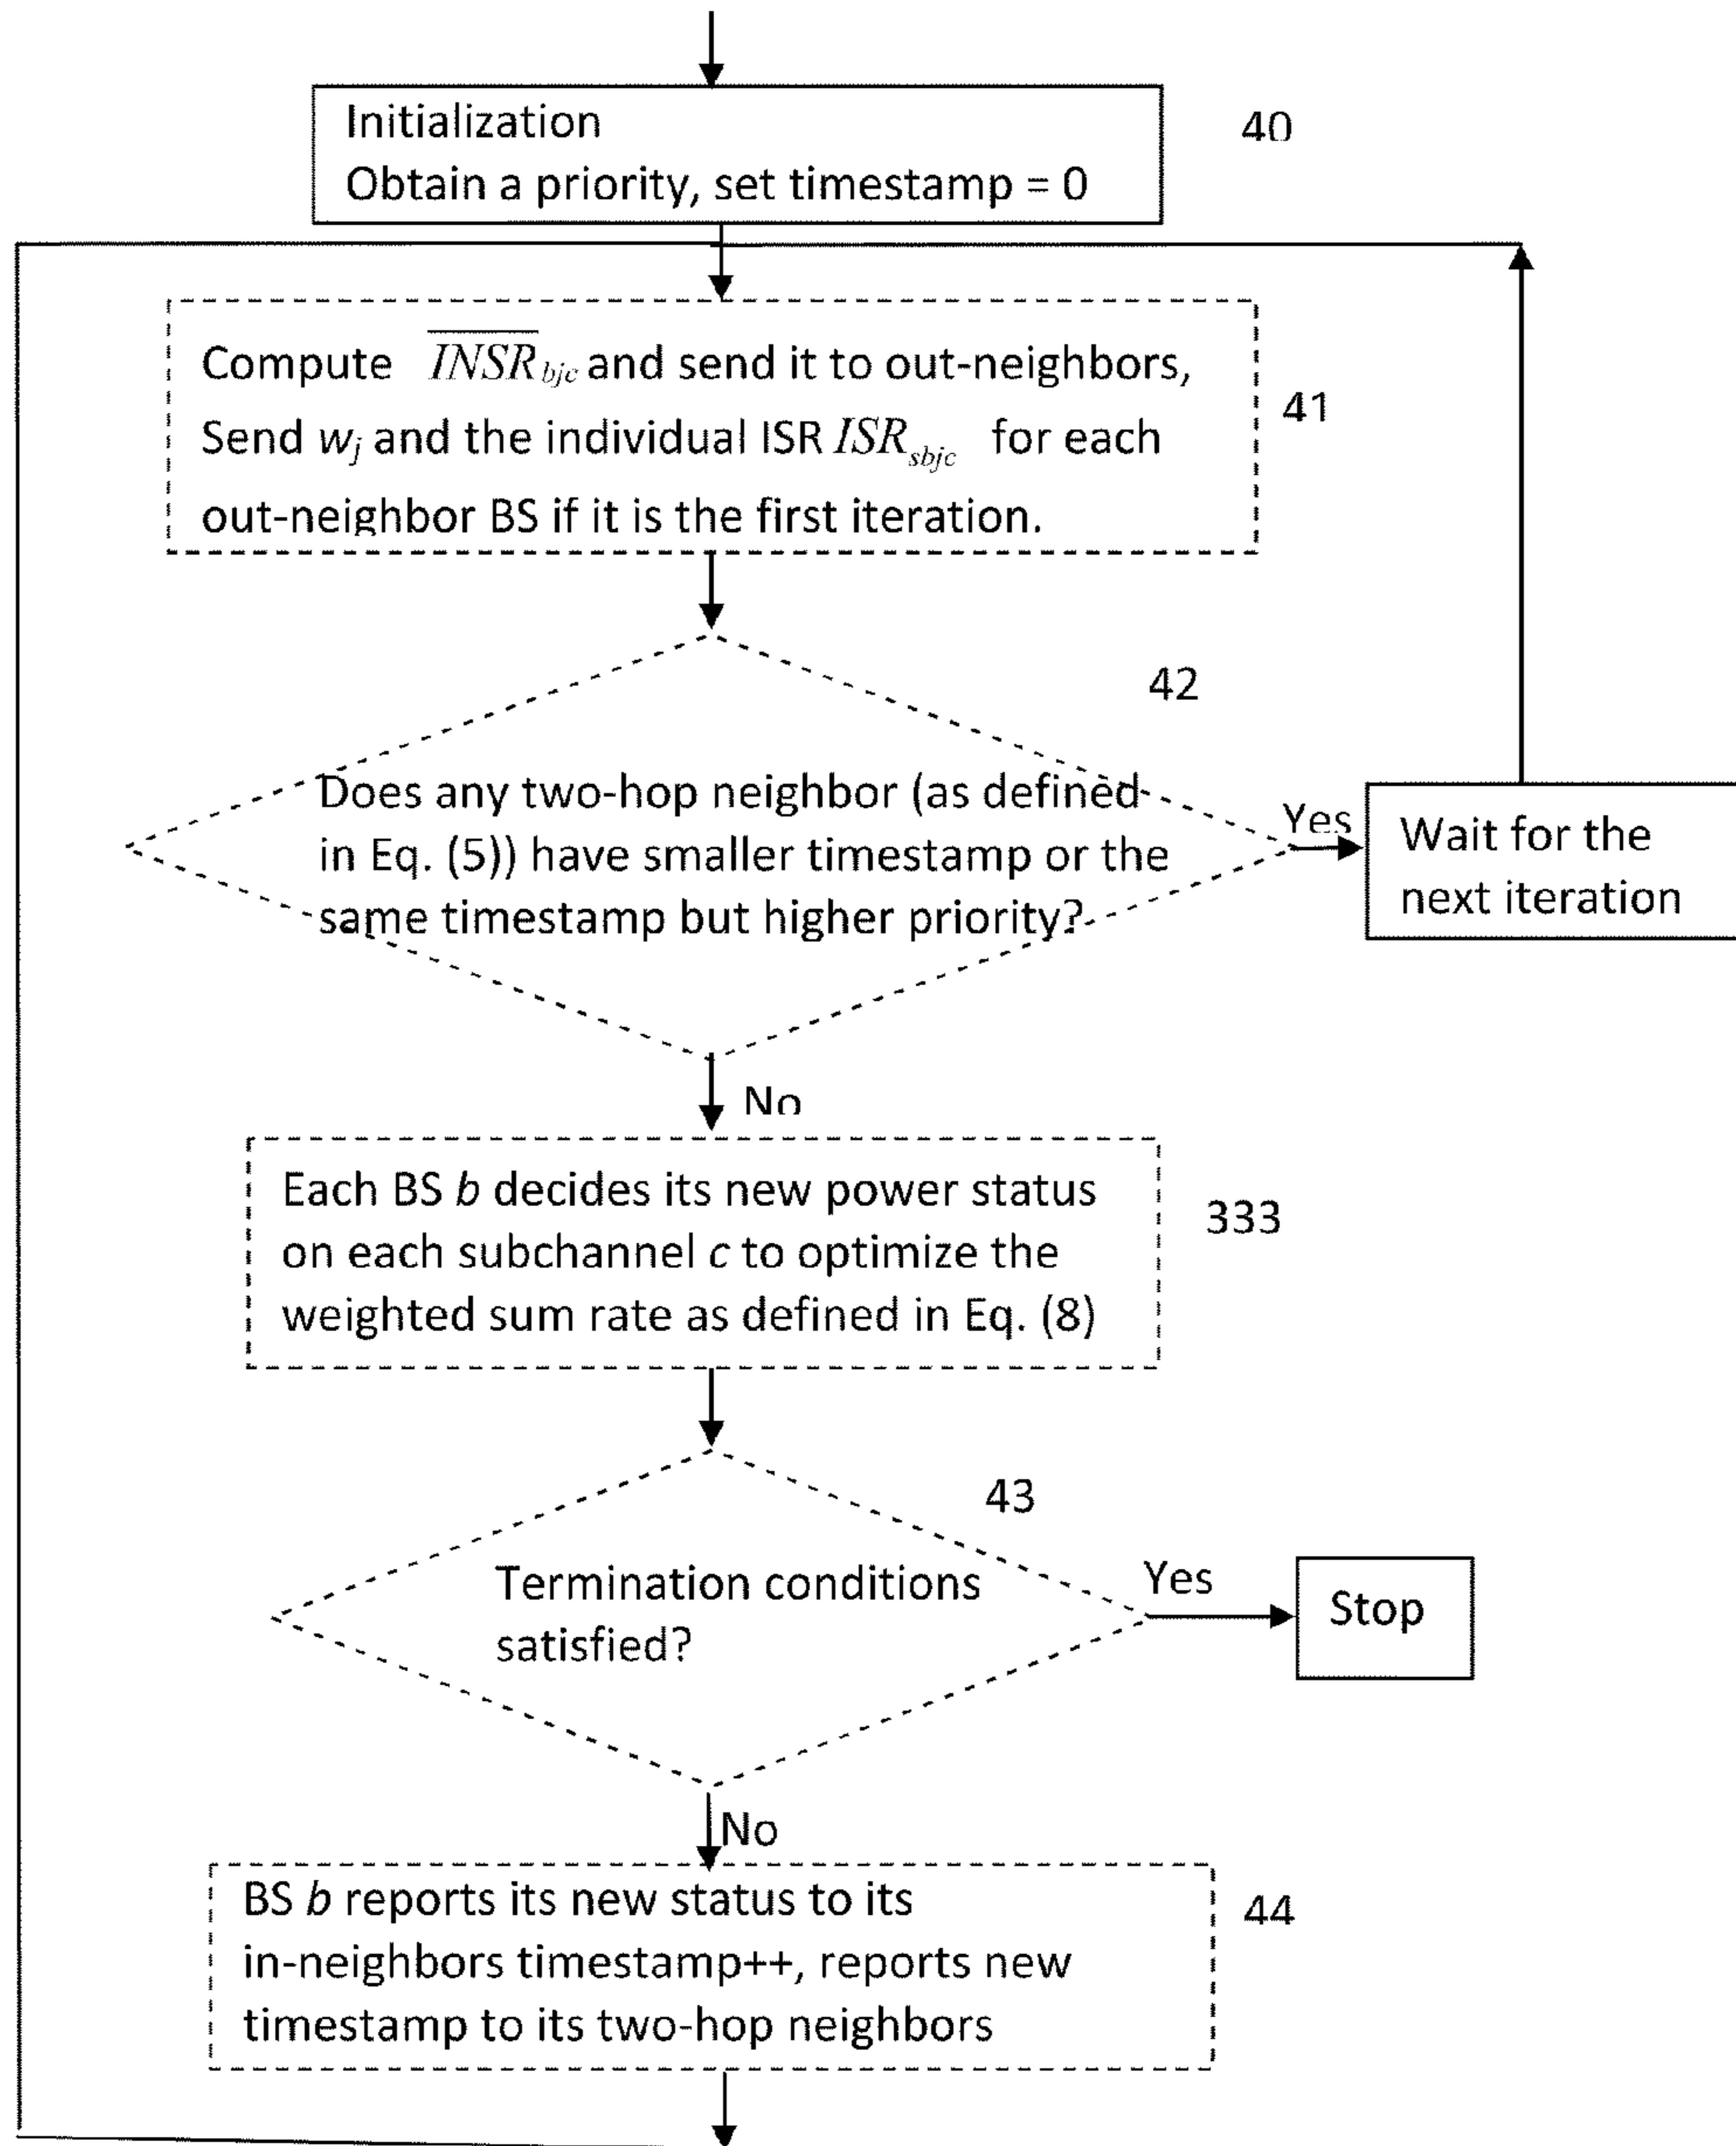 Initialization
40
Obtain a priority, set timestamp = 0
Compute $\overline{INSR}_{bjc}$ and send it to out-neighbors,
41
Send $w_j$ and the individual ISR $ISR_{sbjc}$ for each
out-neighbor BS if it is the first iteration.
42
Does any two-hop neighbor (as defined
in Eq. (5)) have smaller timestamp or the
same timestamp but higher priority?
Yes
Wait for the
next iteration
No
Each BS b decides its new power status
on each subchannel c to optimize the
weighted sum rate as defined in Eq. (8)
333
43
Termination conditions
satisfied?
Yes
Stop
No
BS b reports its new status to its
in-neighbors timestamp++, reports new
timestamp to its two-hop neighbors
44